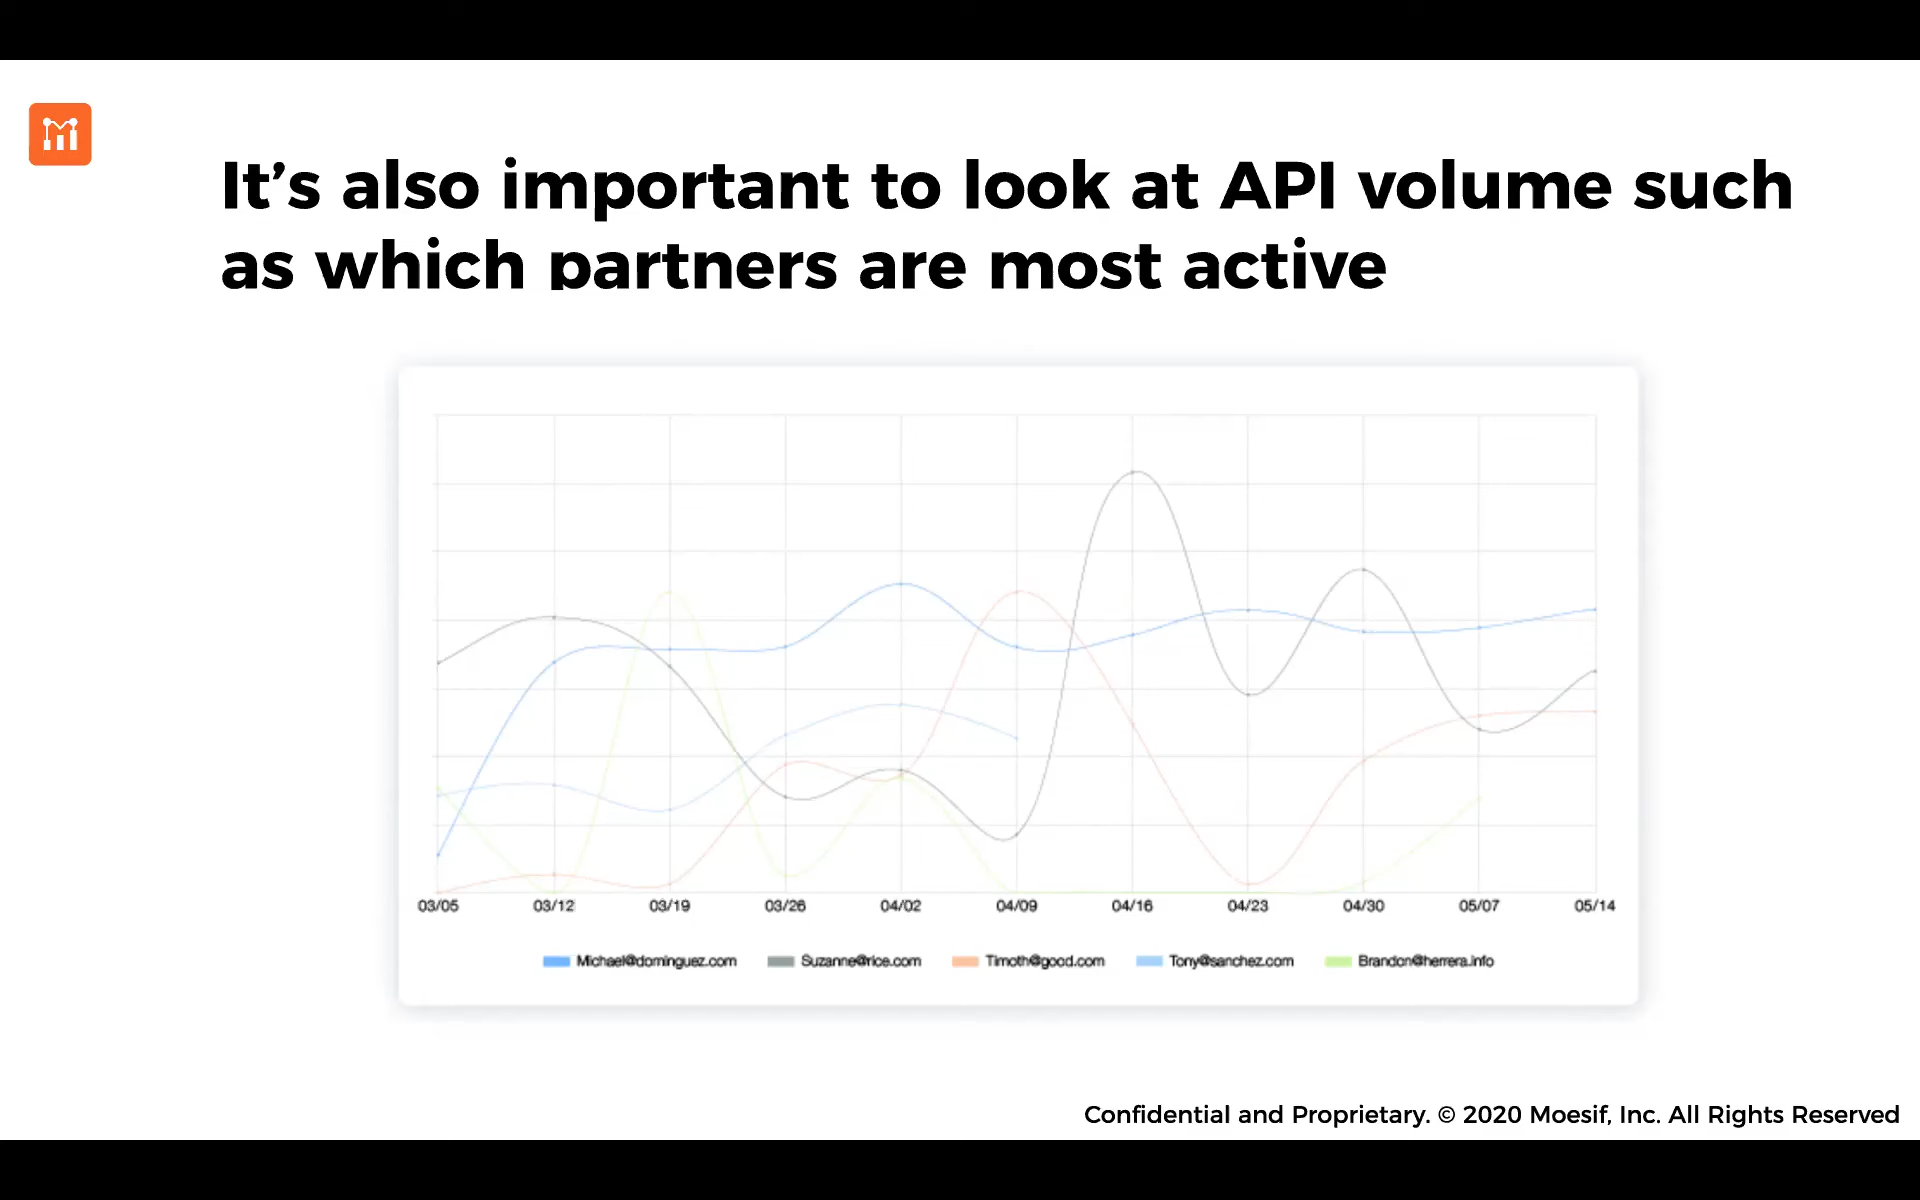 It’s also important to look at API volume such
as which partners are most active
03/05 03/12 03/19 03/26 04/02 04/09 04/16 04/23 04/30 05/07 05/14
Michael@dominguez.com Suzanne@rice.com Timoth@good.com Tony@sanchez.com Brandon@herrera.info
Confidential and Proprietary. © 2020 Moesif, Inc. All Rights Reserved